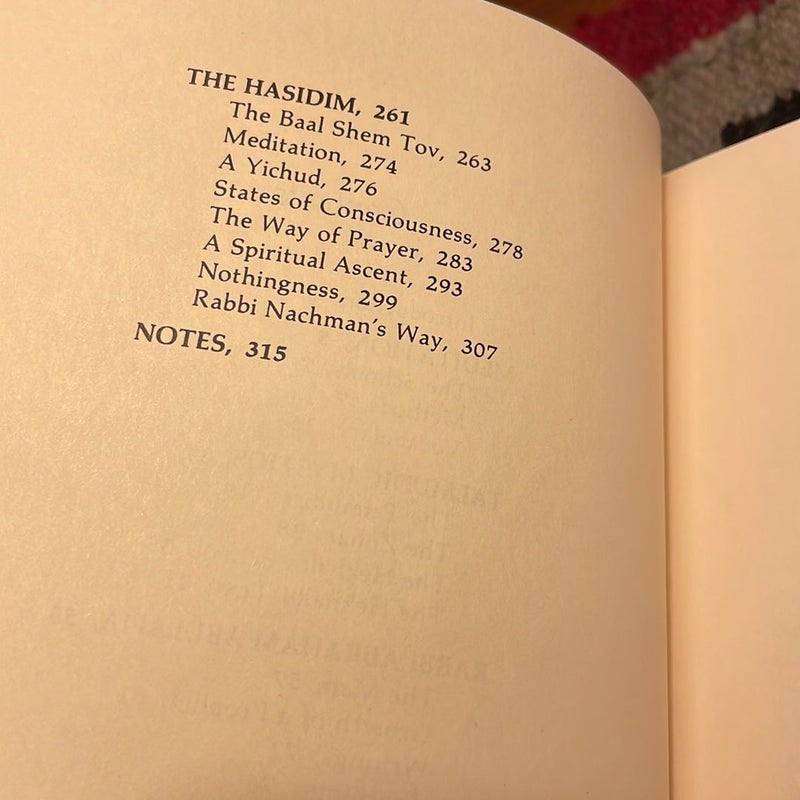 THE HASIDIM, 261
The Baal Shem Tov, 263
Meditation, 274
A Yichud, 276
States of Consciousness, 278
The Way of Prayer, 283
A Spiritual Ascent, 293
Nothingness, 299
Rabbi Nachman's Way, 307
NOTES, 315